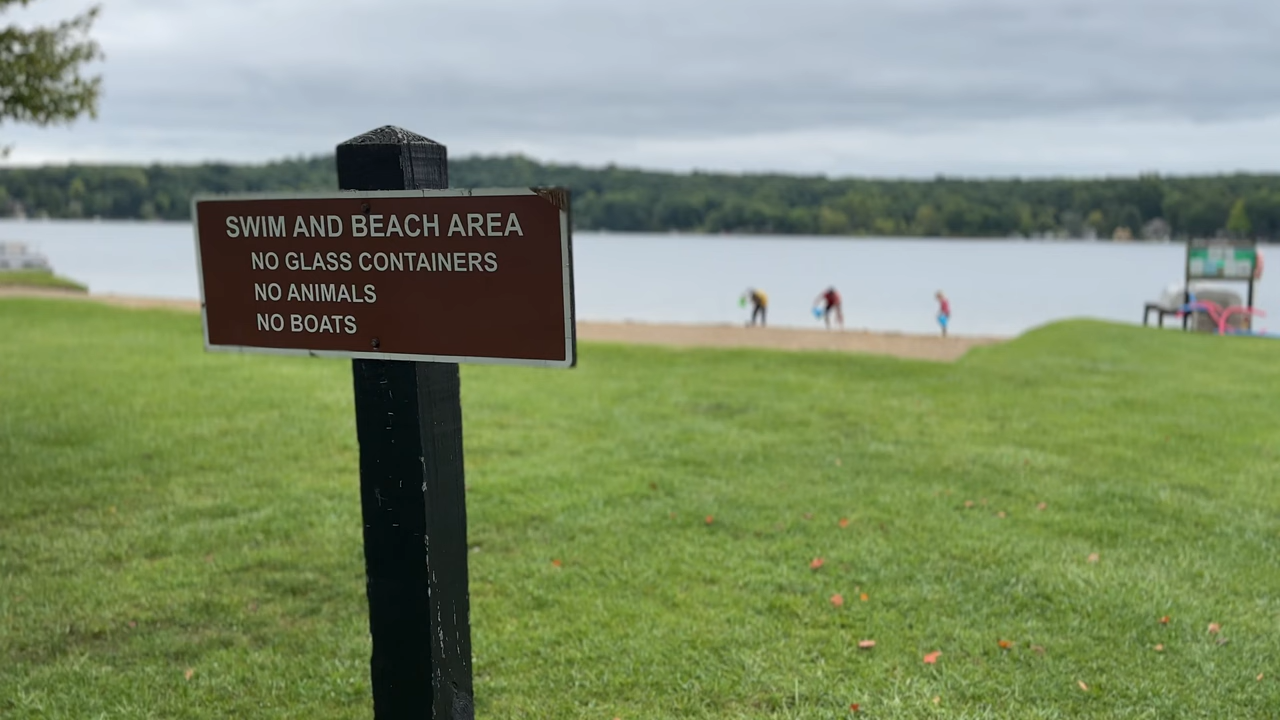 SWIM AND BEACH AREA
NO GLASS CONTAINERS
NO ANIMALS
NO BOATS